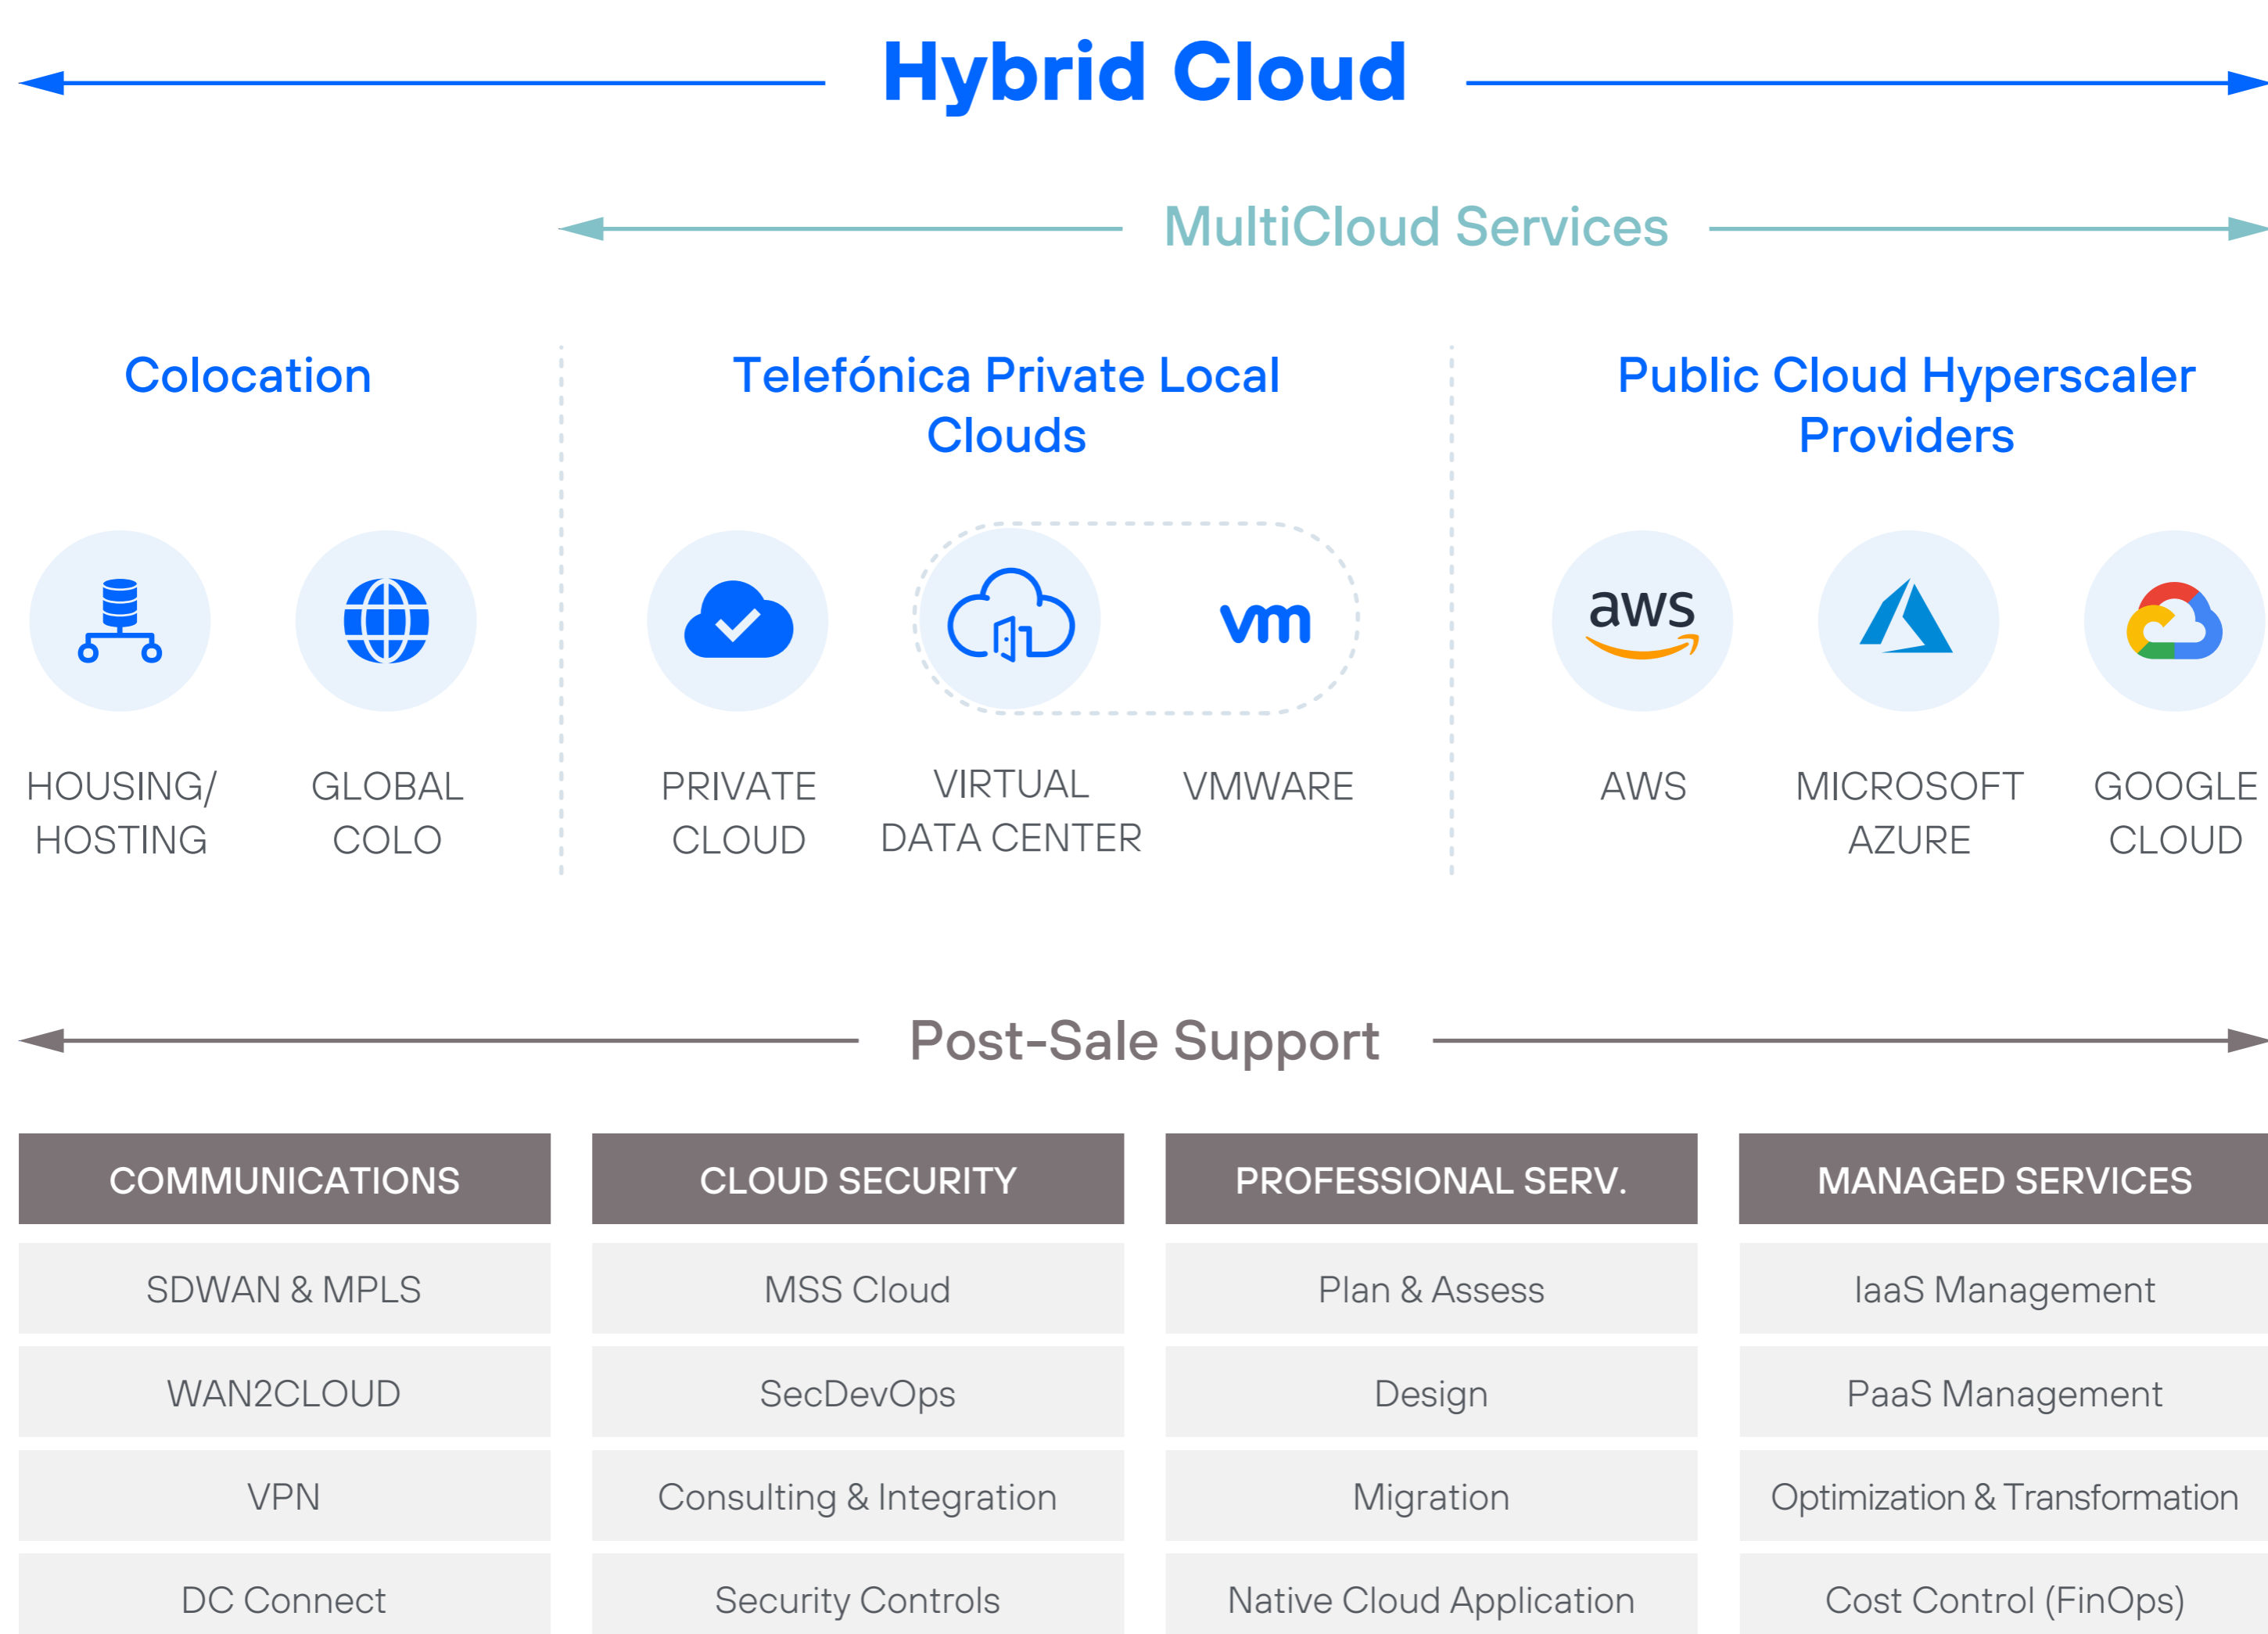 Hybrid Cloud
MultiCloud Services
Colocation
Telefónica Private Local
Clouds
Public Cloud Hyperscaler
Providers
vm
aws
HOUSING/
HOSTING
GLOBAL
COLO
PRIVATE
CLOUD
VIRTUAL
DATA CENTER
VMWARE
AWS
MICROSOFT
AZURE
GOOGLE
CLOUD
Post-Sale Support
COMMUNICATIONS
CLOUD SECURITY
PROFESSIONAL SERV.
MANAGED SERVICES
SDWAN & MPLS
MSS Cloud
Plan & Assess
IaaS Management
WAN2CLOUD
SecDevOps
Design
PaaS Management
VPN
Consulting & Integration
Migration
Optimization & Transformation
DC Connect
Security Controls
Native Cloud Application
Cost Control (FinOps)